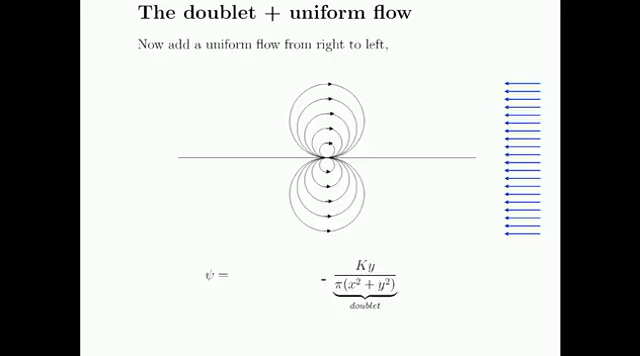 The doublet + uniform flow
Now add a uniform flow from right to left,
ψ = - Ky / π(x² + y²)
doublet